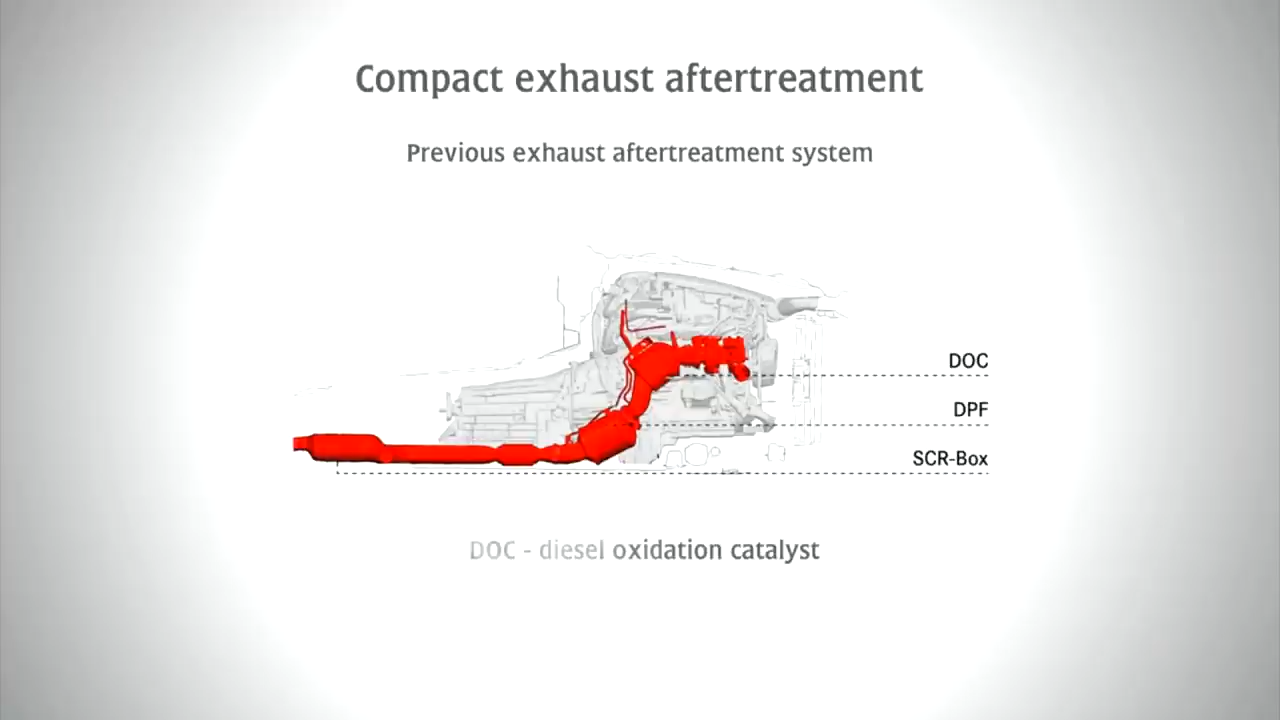 Compact exhaust aftertreatment
Previous exhaust aftertreatment system
DOC
DPF
SCR-Box
DOC - diesel oxidation catalyst